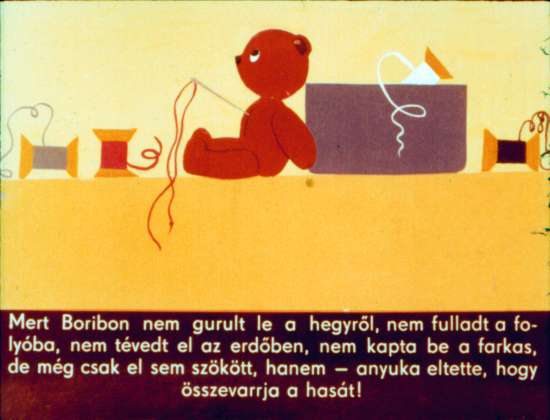 Mert Boribon nem gurult le a hegyről, nem fulladt a fo-
lyóba, nem tévedt el az erdőben, nem kapta be a farkas,
de még csak el sem szökött, hanem – anyuka eltette, hogy
összevarrja a hasát!